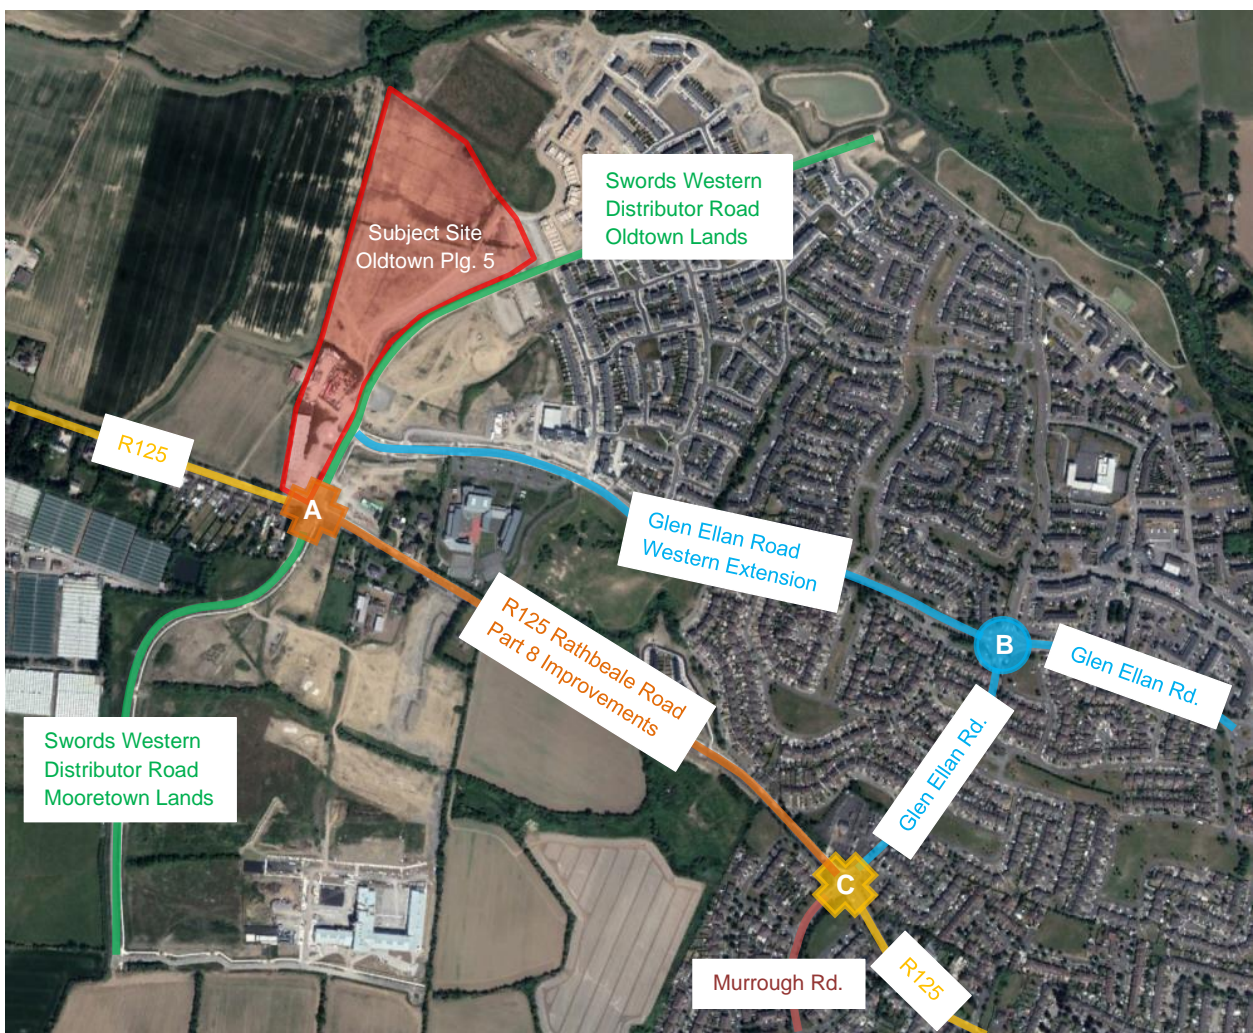 Swords Western
Distributor Road
Oldtown Lands
Subject Site
Oldtown Plg. 5
R125
A
Glen Ellan Road
Western Extension
R125 Rathbeale Road
Part 8 Improvements
B
Glen Ellan Rd.
Glen Ellan Rd.
Swords Western
Distributor Road
Mooretown Lands
C
Murrough Rd.
R125